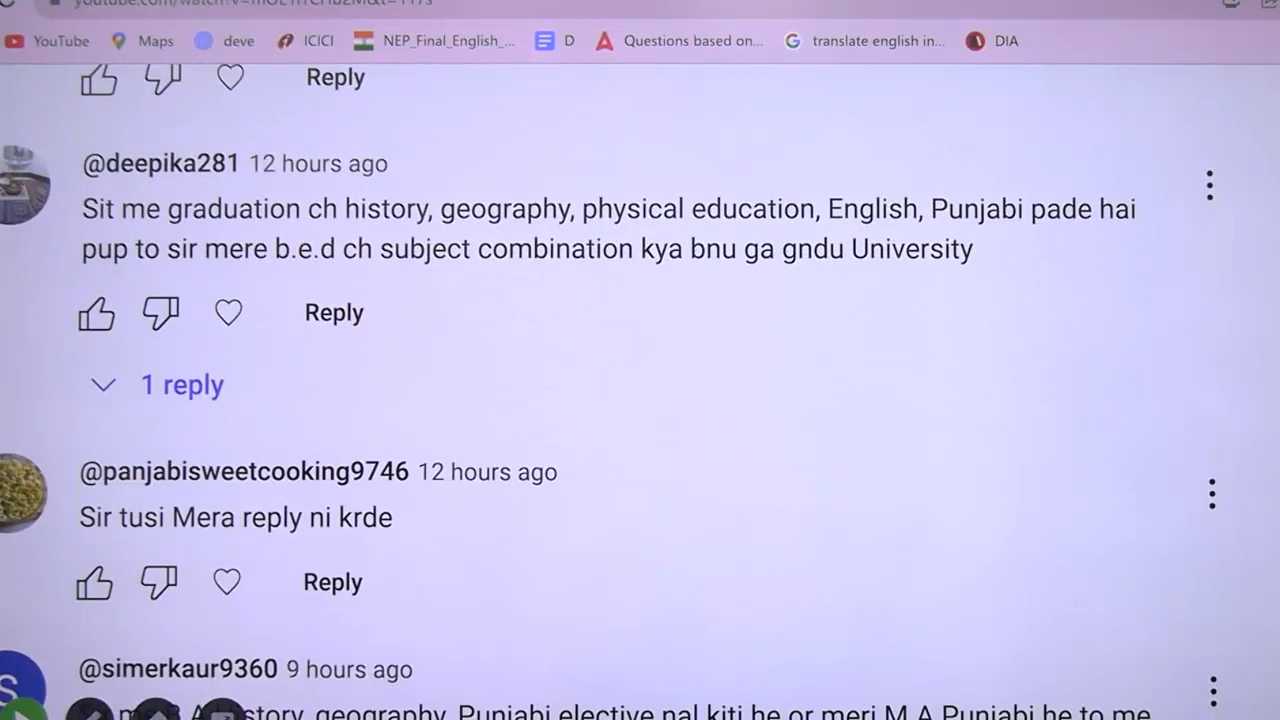 YouTube Maps deve ICICI NEP_Final_English_... D Questions based on... translate english in... DIA
Reply
@deepika281 12 hours ago
Sit me graduation ch history, geography, physical education, English, Punjabi pade hai
pup to sir mere b.e.d ch subject combination kya bnu ga gndu University
Reply
1 reply
@panjabisweetcooking9746 12 hours ago
Sir tusi Mera reply ni krde
Reply
S @simerkaur9360 9 hours ago
geography, Punjabi elective nal kiti he or meri M A Punjabi he to me